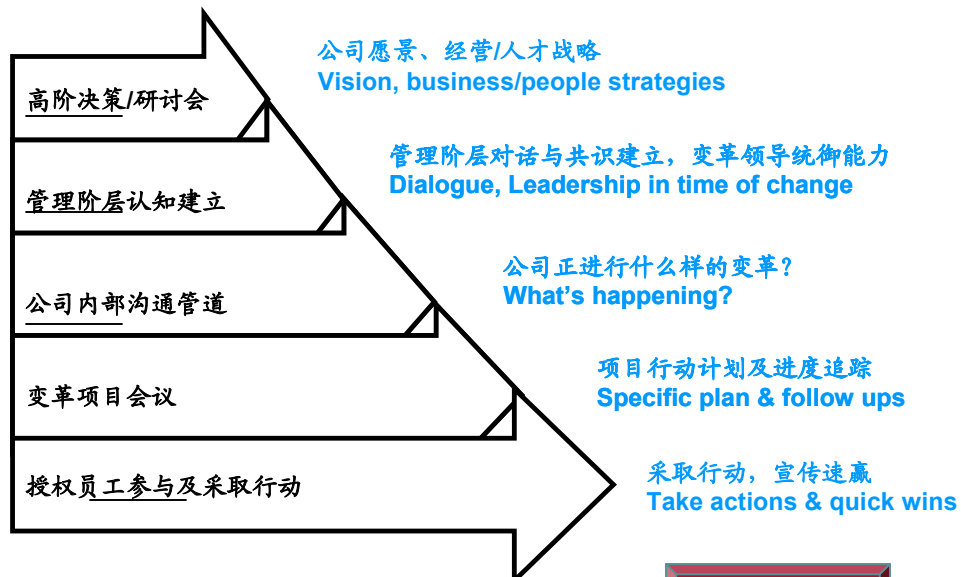 公司愿景、经营/人才战略
Vision, business/people strategies
高阶决策/研讨会
管理阶层对话与共识建立，变革领导统御能力
Dialogue, Leadership in time of change
管理阶层认知建立
公司正进行什么样的变革？
What's happening?
公司内部沟通管道
项目行动计划及进度追踪
Specific plan & follow ups
变革项目会议
采取行动，宣传速赢
Take actions & quick wins
授权员工参与及采取行动